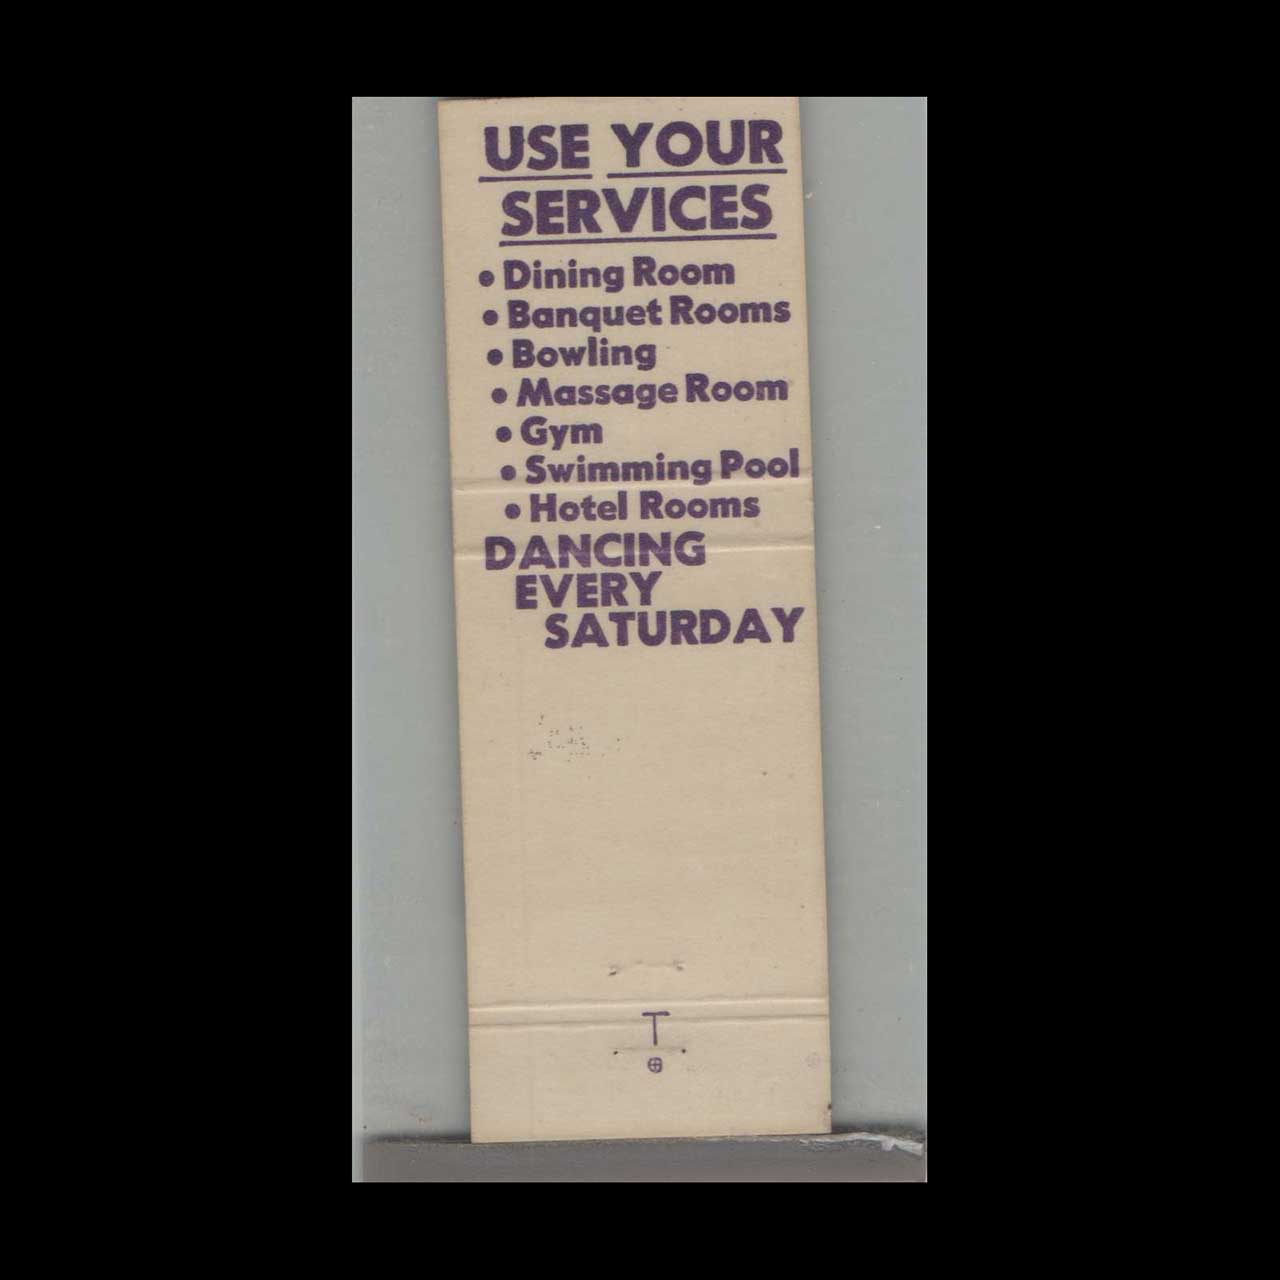 USE YOUR
SERVICES
• Dining Room
• Banquet Rooms
• Bowling
• Massage Room
• Gym
• Swimming Pool
• Hotel Rooms
DANCING
EVERY
SATURDAY
T